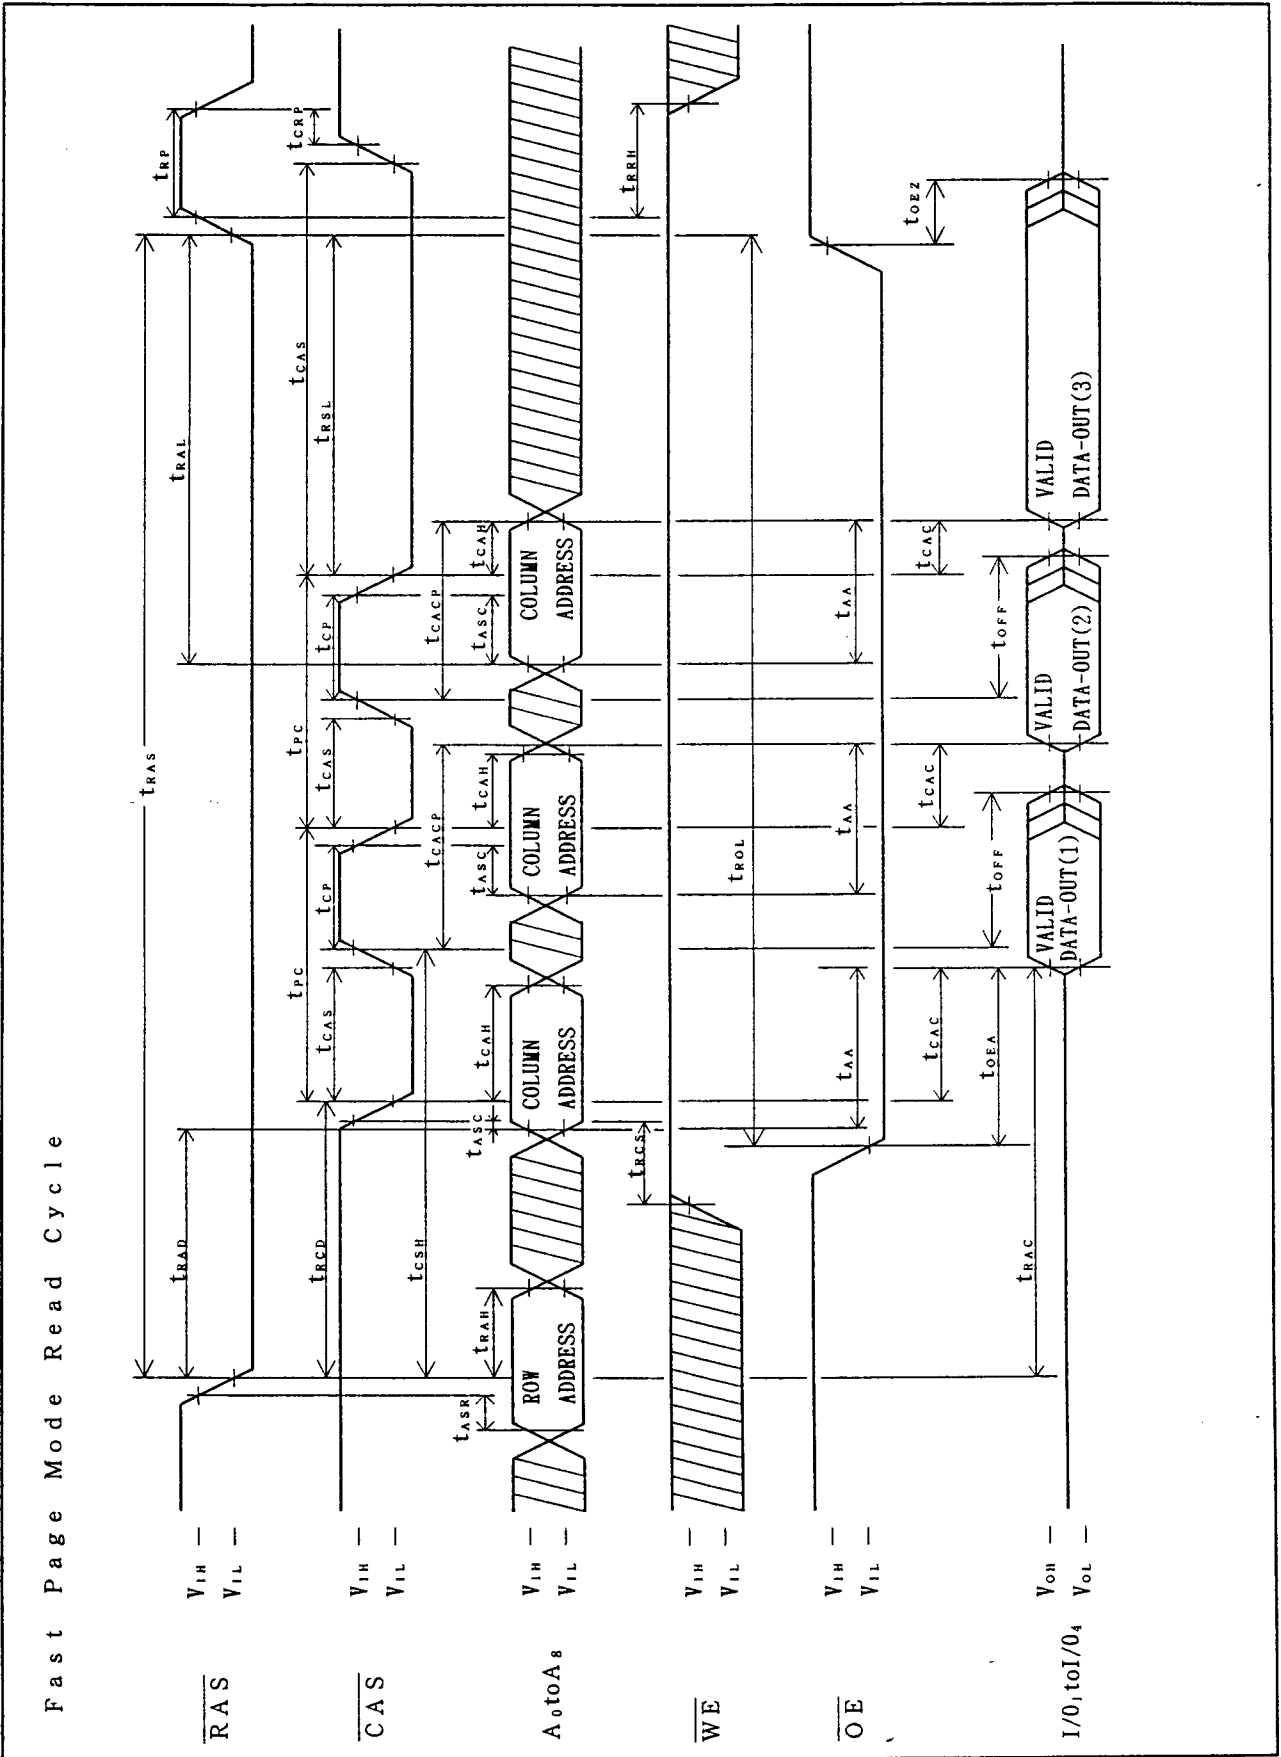 Fast Page Mode Read Cycle
RAS
VIH
VIL
tRAS
tRAD
tRAL
tRP
CAS
VIH
VIL
tRCD
tPC
tPC
tCAS
tCRP
tCAS
tCP
tCAS
tCP
tRSL
tCSH
A0toA8
VIH
VIL
tCACP
tCACP
tASR
tRAH
tASC
tCAH
tASC
tCAH
tASC
tCAH
ROW
ADDRESS
COLUMN
ADDRESS
COLUMN
ADDRESS
COLUMN
ADDRESS
WE
VIH
VIL
tRCS
tRRH
tROL
OE
VIH
VIL
tAA
tAA
tAA
tOEZ
tCAC
tCAC
tCAC
tOEA
tOFF
tOFF
I/O1toI/O4
VOH
VOL
tRAC
VALID
DATA-OUT(1)
VALID
DATA-OUT(2)
VALID
DATA-OUT(3)